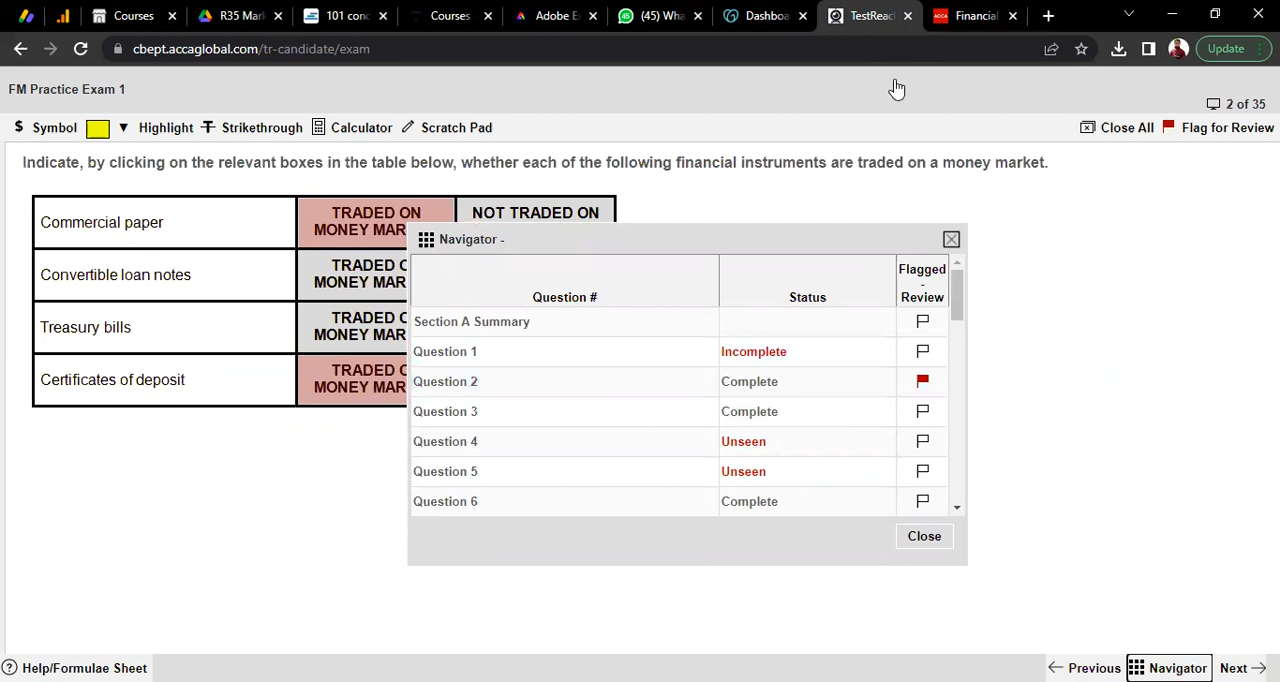 Courses
R35 Mar
101 con
Courses
Adobe E
(45) Wha
Dashboa
TestReac
Financial
cbept.accaglobal.com/tr-candidate/exam
Update
FM Practice Exam 1
2 of 35
$ Symbol
Highlight
Strikethrough
Calculator
Scratch Pad
Close All
Flag for Review
Indicate, by clicking on the relevant boxes in the table below, whether each of the following financial instruments are traded on a money market.
Commercial paper
TRADED ON
MONEY MAR
NOT TRADED ON
Convertible loan notes
TRADED O
MONEY MAR
Treasury bills
TRADED O
MONEY MAR
Certificates of deposit
TRADED O
MONEY MAR
Navigator -
Question #
Status
Flagged
-
Review
Section A Summary
Question 1 Incomplete
Question 2 Complete
Question 3 Complete
Question 4 Unseen
Question 5 Unseen
Question 6 Complete
Close
? Help/Formulae Sheet
Previous
Navigator
Next